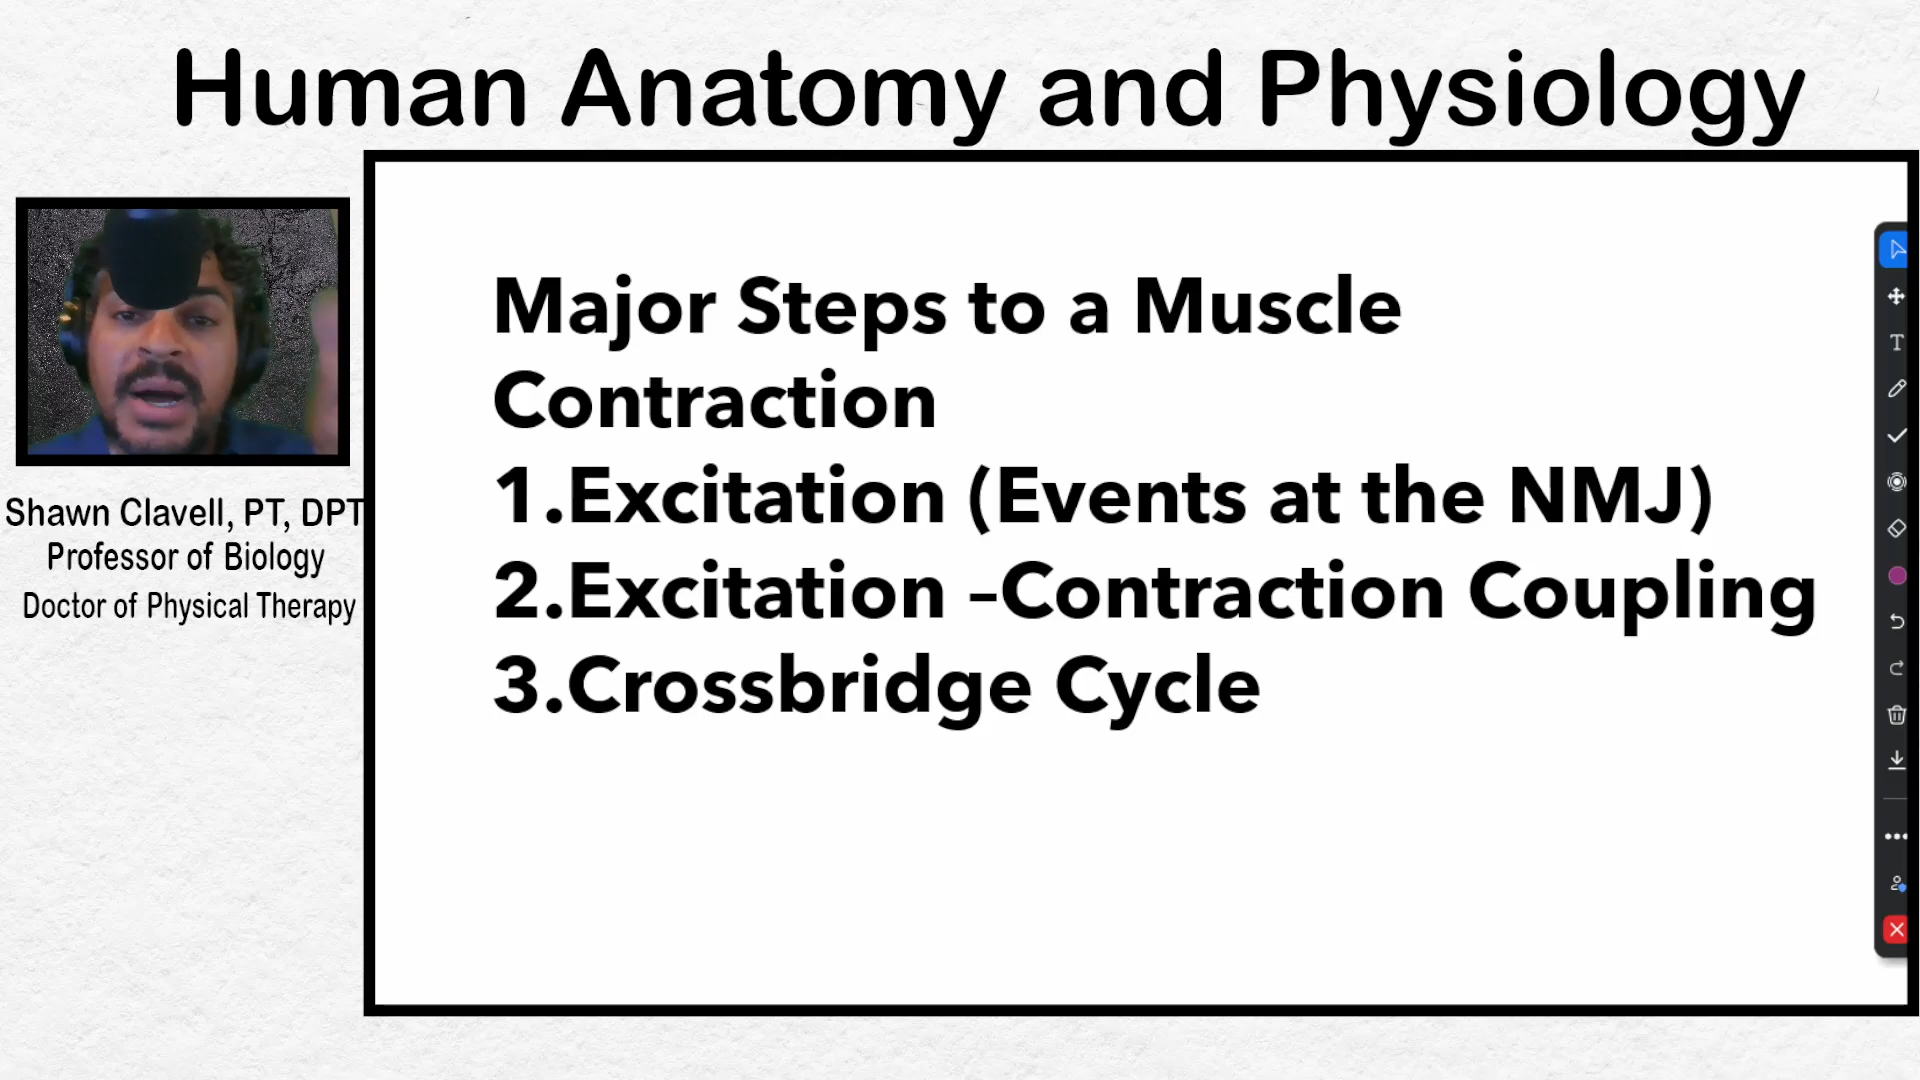 Human Anatomy and Physiology
Shawn Clavell, PT, DPT
Professor of Biology
Doctor of Physical Therapy
Major Steps to a Muscle
Contraction
1.Excitation (Events at the NMJ)
2.Excitation –Contraction Coupling
3.Crossbridge Cycle